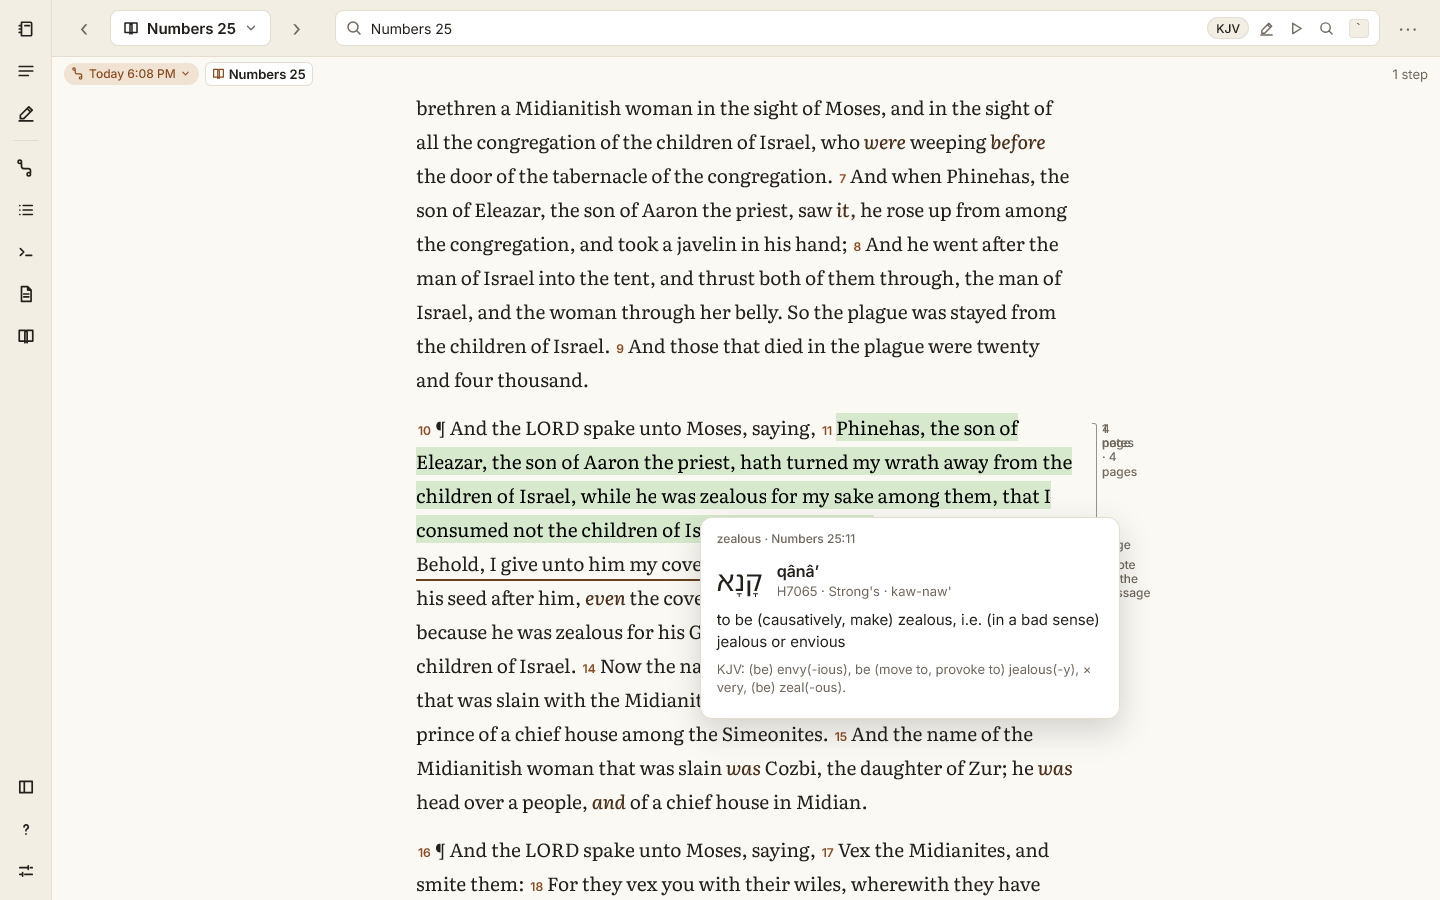 Numbers 25
Numbers 25
KJV
`
Today 6:08 PM
Numbers 25
1 step
brethren a Midianitish woman in the sight of Moses, and in the sight of
all the congregation of the children of Israel, who were weeping before
the door of the tabernacle of the congregation. 7 And when Phinehas, the
son of Eleazar, the son of Aaron the priest, saw it, he rose up from among
the congregation, and took a javelin in his hand; 8 And he went after the
man of Israel into the tent, and thrust both of them through, the man of
Israel, and the woman through her belly. So the plague was stayed from
the children of Israel. 9 And those that died in the plague were twenty
and four thousand.
10 ¶ And the LORD spake unto Moses, saying, 11 Phinehas, the son of
Eleazar, the son of Aaron the priest, hath turned my wrath away from the
children of Israel, while he was zealous for my sake among them, that I
consumed not the children of Is
Behold, I give unto him my cove
his seed after him, even the cove
because he was zealous for his G
children of Israel. 14 Now the na
that was slain with the Midianit
prince of a chief house among the Simeonites. 15 And the name of the
Midianitish woman that was slain was Cozbi, the daughter of Zur; he was
head over a people, and of a chief house in Midian.
16 ¶ And the LORD spake unto Moses, saying, 17 Vex the Midianites, and
smite them: 18 For they vex you with their wiles, wherewith they have
· 4
pages
ge
ote
the
ssage
zealous · Numbers 25:11
קָנָא
qânâʼ
H7065 · Strong's · kaw-naw'
to be (causatively, make) zealous, i.e. (in a bad sense)
jealous or envious
KJV: (be) envy(-ious), be (move to, provoke to) jealous(-y), ×
very, (be) zeal(-ous).
?